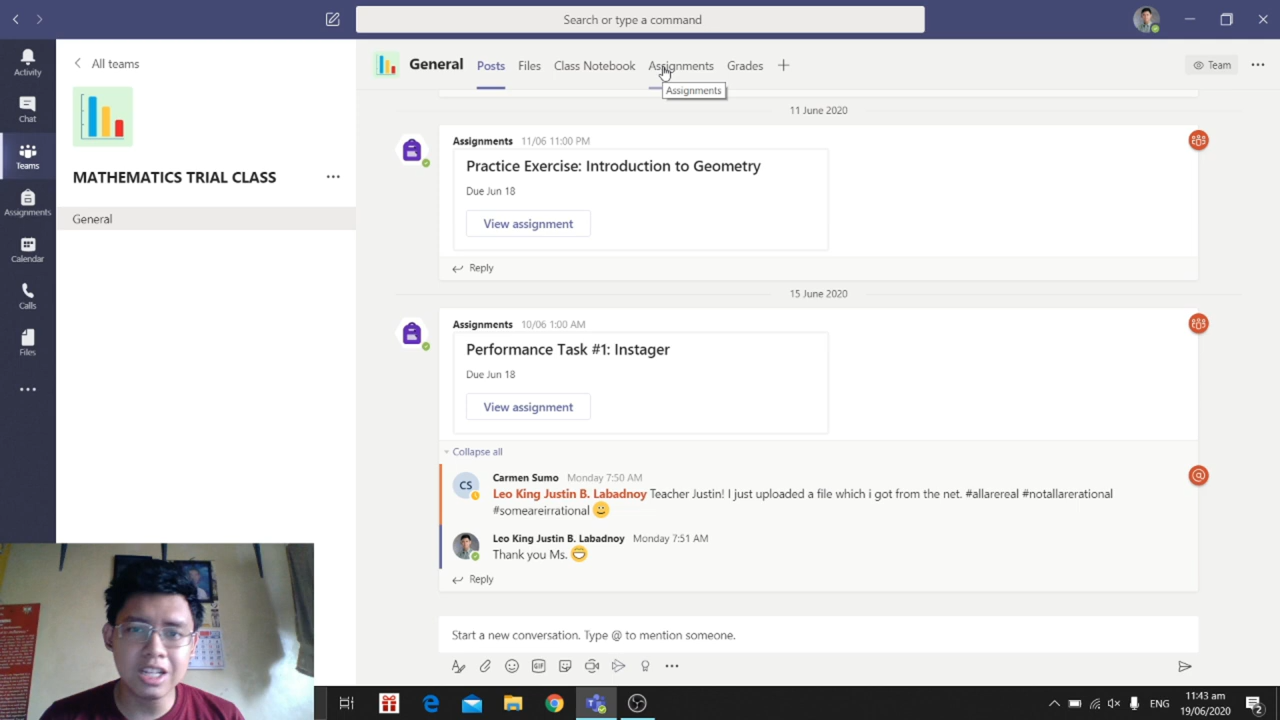 Search or type a command
Activity
Chat
Teams
Assignments
Calendar
Calls
Files
All teams
MATHEMATICS TRIAL CLASS
General
General
Posts
Files
Class Notebook
Assignments
Grades
Team
Assignments
11 June 2020
Assignments 11/06 11:00 PM
Practice Exercise: Introduction to Geometry
Due Jun 18
View assignment
Reply
15 June 2020
Assignments 10/06 1:00 AM
Performance Task #1: Instager
Due Jun 18
View assignment
Collapse all
CS
Carmen Sumo Monday 7:50 AM
Leo King Justin B. Labadnoy Teacher Justin! I just uploaded a file which i got from the net. #allarereal #notallarerational
#someareirrational
Leo King Justin B. Labadnoy Monday 7:51 AM
Thank you Ms.
Reply
Start a new conversation. Type @ to mention someone.
GIF
ENG
11:43 am
19/06/2020
2